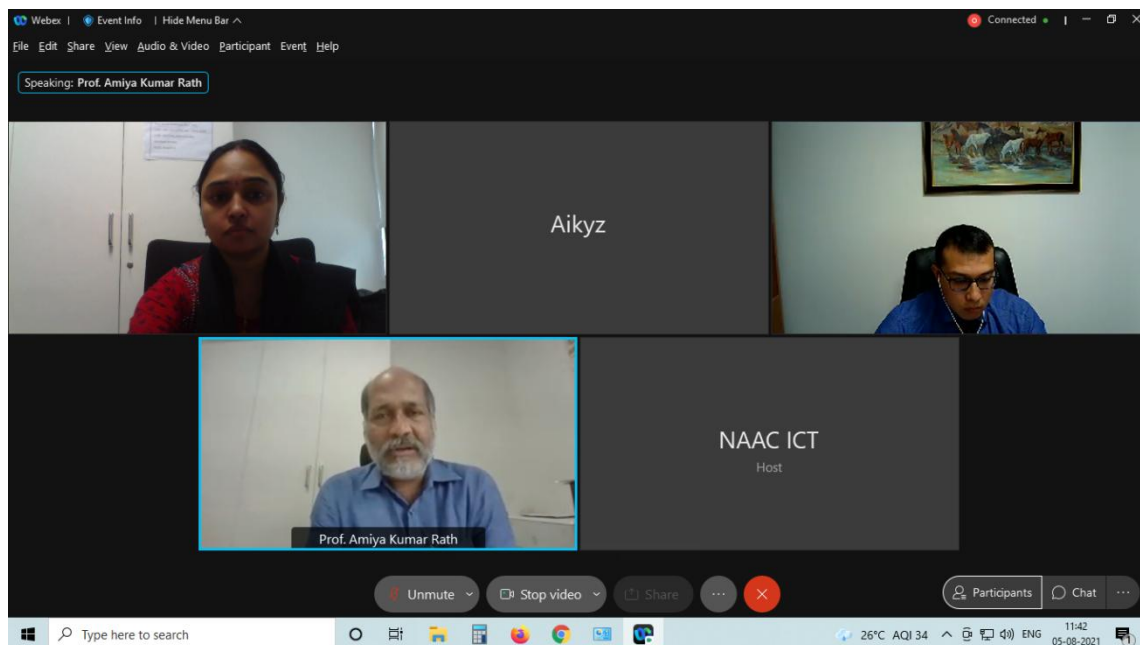 Webex | Event Info | Hide Menu Bar
Connected
File Edit Share View Audio & Video Participant Event Help
Speaking: Prof. Amiya Kumar Rath
Aikyz
Prof. Amiya Kumar Rath
NAAC ICT
Host
Unmute
Stop video
Share
Participants
Chat
Type here to search
26°C AQI 34
ENG
11:42
05-08-2021
1